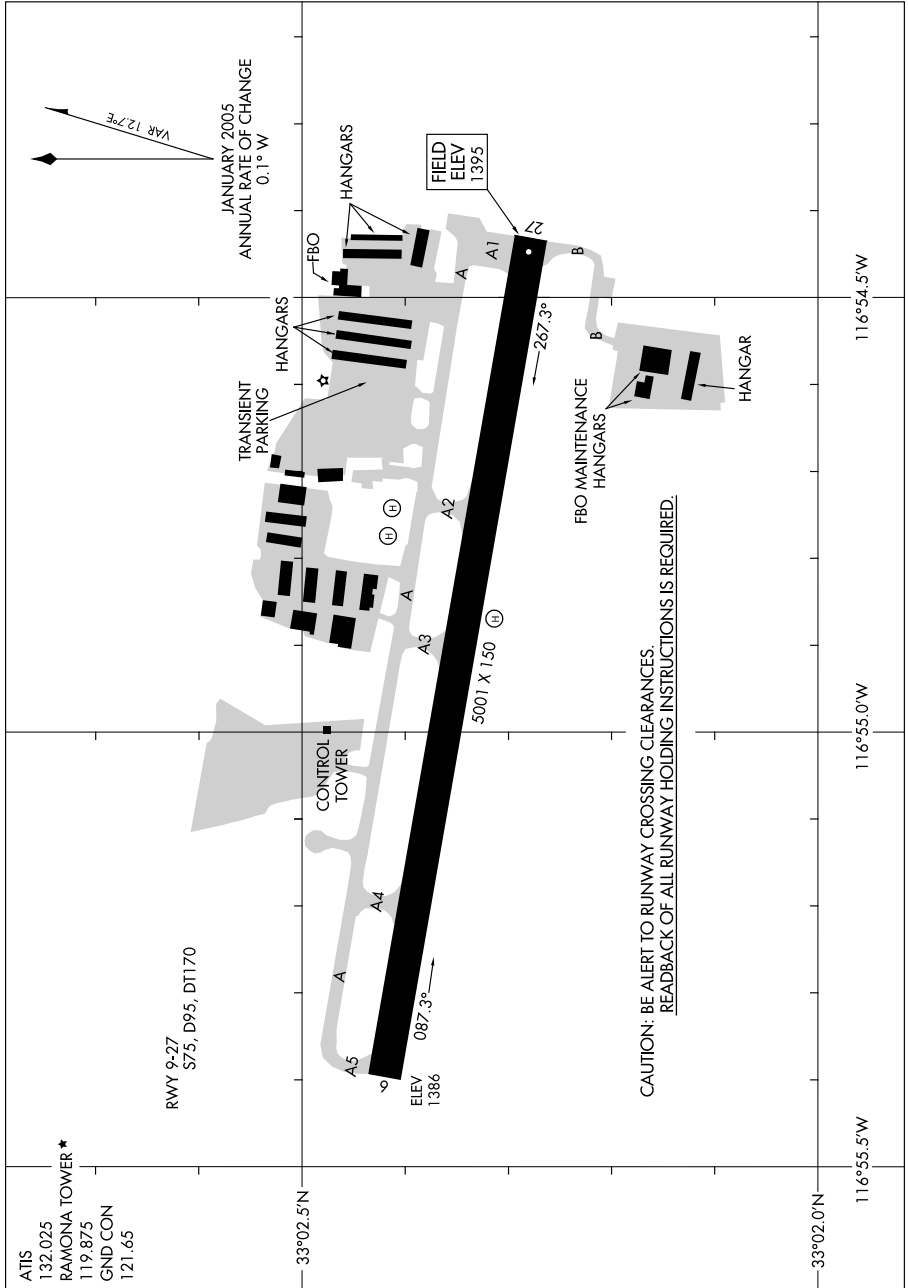 ATIS
132.025
RAMONA TOWER ★
119.875
GND CON
121.65
RWY 9-27
S75, D95, DT170
VAR 12.7°E
JANUARY 2005
ANNUAL RATE OF CHANGE
0.1° W
HANGARS
FBO
HANGARS
TRANSIENT
PARKING
FIELD
ELEV
1395
CONTROL
TOWER
A
A1
27
B
B
A2
A
A3
H
H
H
A4
A
A5
9
ELEV
1386
087.3°
267.3°
5001 X 150
FBO MAINTENANCE
HANGARS
HANGAR
CAUTION: BE ALERT TO RUNWAY CROSSING CLEARANCES.
READBACK OF ALL RUNWAY HOLDING INSTRUCTIONS IS REQUIRED.
33°02.5'N
33°02.0'N
116°55.5'W
116°55.0'W
116°54.5'W